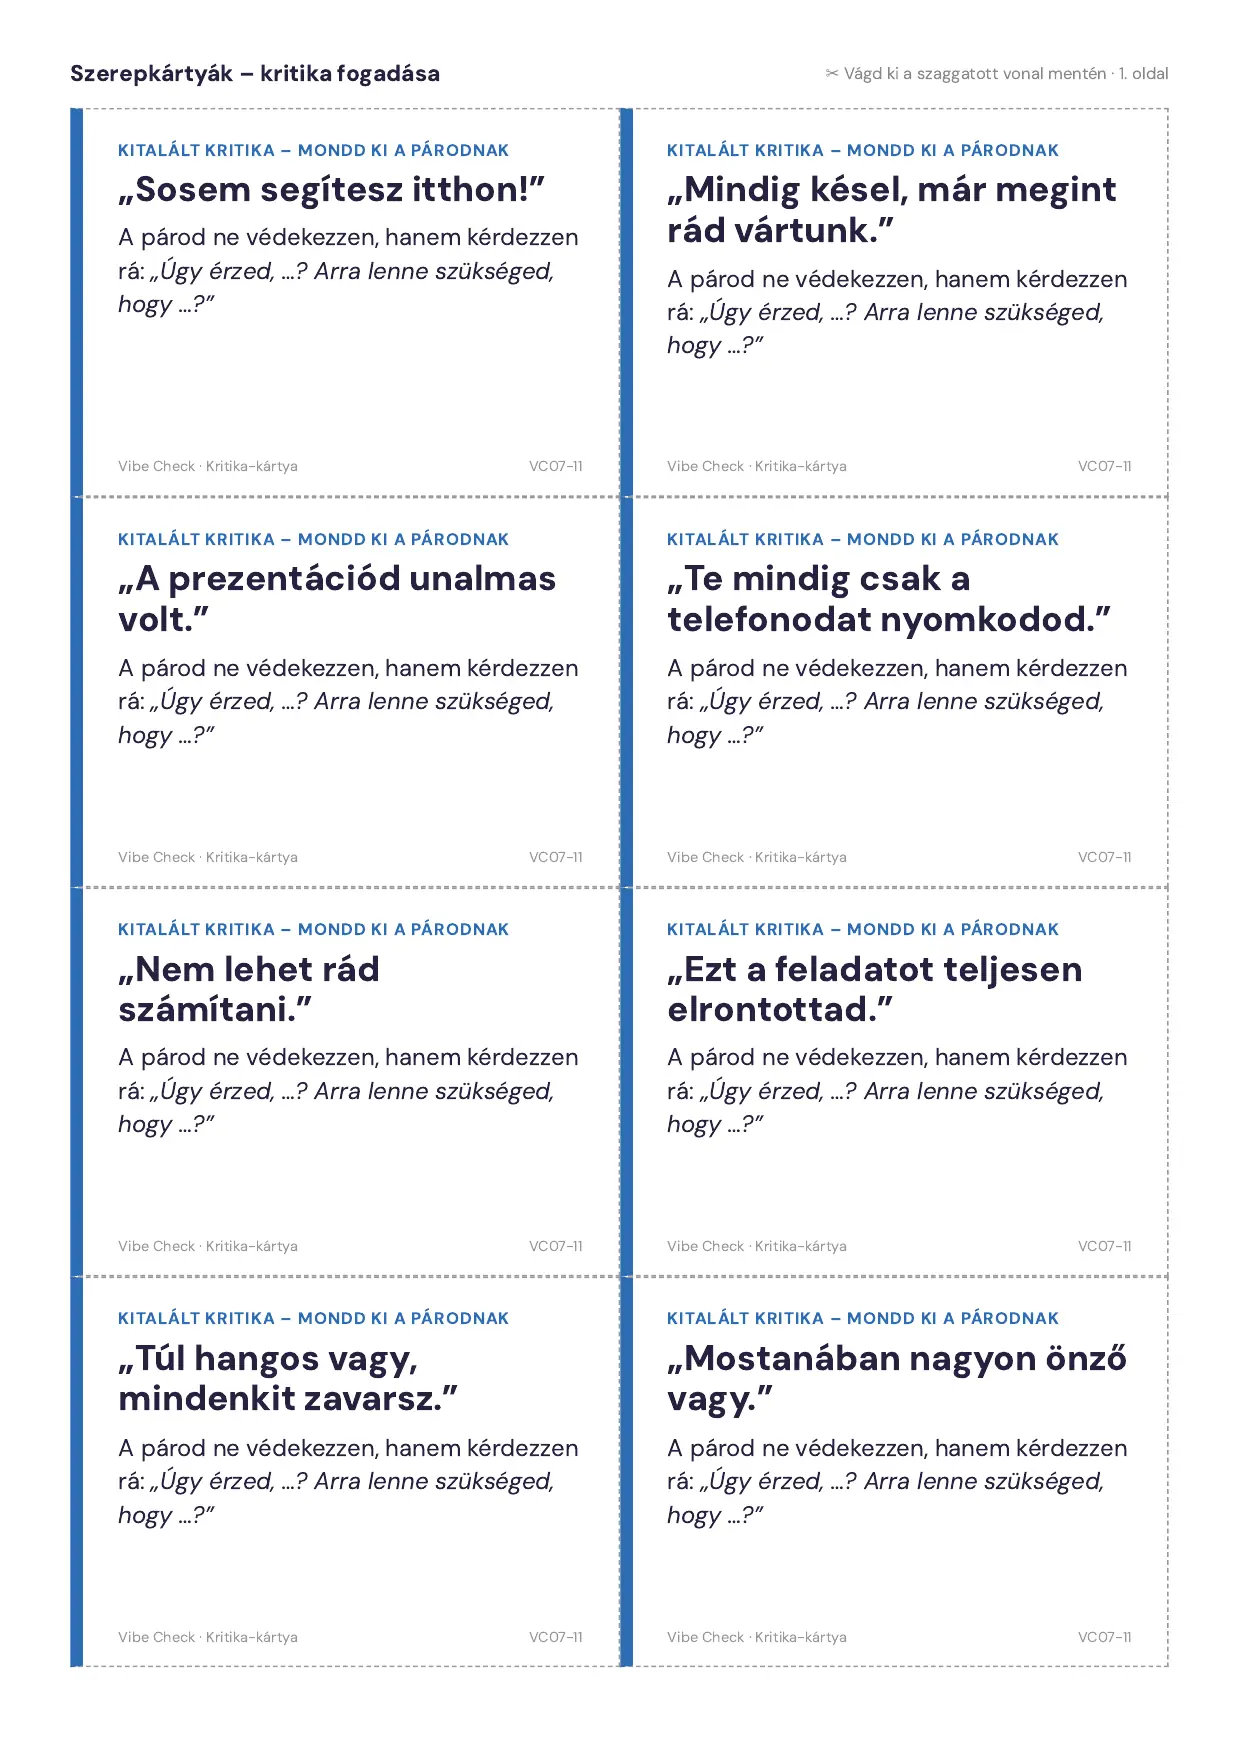 Szerepkártyák – kritika fogadása
✂ Vágd ki a szaggatott vonal mentén · 1. oldal
KITALÁLT KRITIKA – MONDD KI A PÁRODNAK
„Sosem segítesz itthon!”
A párod ne védekezzen, hanem kérdezzen
rá: „Úgy érzed, …? Arra lenne szükséged,
hogy …?”
Vibe Check · Kritika-kártya
VC07-11
KITALÁLT KRITIKA – MONDD KI A PÁRODNAK
„Mindig késel, már megint
rád vártunk.”
A párod ne védekezzen, hanem kérdezzen
rá: „Úgy érzed, …? Arra lenne szükséged,
hogy …?”
Vibe Check · Kritika-kártya
VC07-11
KITALÁLT KRITIKA – MONDD KI A PÁRODNAK
„A prezentációd unalmas
volt.”
A párod ne védekezzen, hanem kérdezzen
rá: „Úgy érzed, …? Arra lenne szükséged,
hogy …?”
Vibe Check · Kritika-kártya
VC07-11
KITALÁLT KRITIKA – MONDD KI A PÁRODNAK
„Te mindig csak a
telefonodat nyomkodod.”
A párod ne védekezzen, hanem kérdezzen
rá: „Úgy érzed, …? Arra lenne szükséged,
hogy …?”
Vibe Check · Kritika-kártya
VC07-11
KITALÁLT KRITIKA – MONDD KI A PÁRODNAK
„Nem lehet rád
számítani.”
A párod ne védekezzen, hanem kérdezzen
rá: „Úgy érzed, …? Arra lenne szükséged,
hogy …?”
Vibe Check · Kritika-kártya
VC07-11
KITALÁLT KRITIKA – MONDD KI A PÁRODNAK
„Ezt a feladatot teljesen
elrontottad.”
A párod ne védekezzen, hanem kérdezzen
rá: „Úgy érzed, …? Arra lenne szükséged,
hogy …?”
Vibe Check · Kritika-kártya
VC07-11
KITALÁLT KRITIKA – MONDD KI A PÁRODNAK
„Túl hangos vagy,
mindenkit zavarsz.”
A párod ne védekezzen, hanem kérdezzen
rá: „Úgy érzed, …? Arra lenne szükséged,
hogy …?”
Vibe Check · Kritika-kártya
VC07-11
KITALÁLT KRITIKA – MONDD KI A PÁRODNAK
„Mostanában nagyon önző
vagy.”
A párod ne védekezzen, hanem kérdezzen
rá: „Úgy érzed, …? Arra lenne szükséged,
hogy …?”
Vibe Check · Kritika-kártya
VC07-11